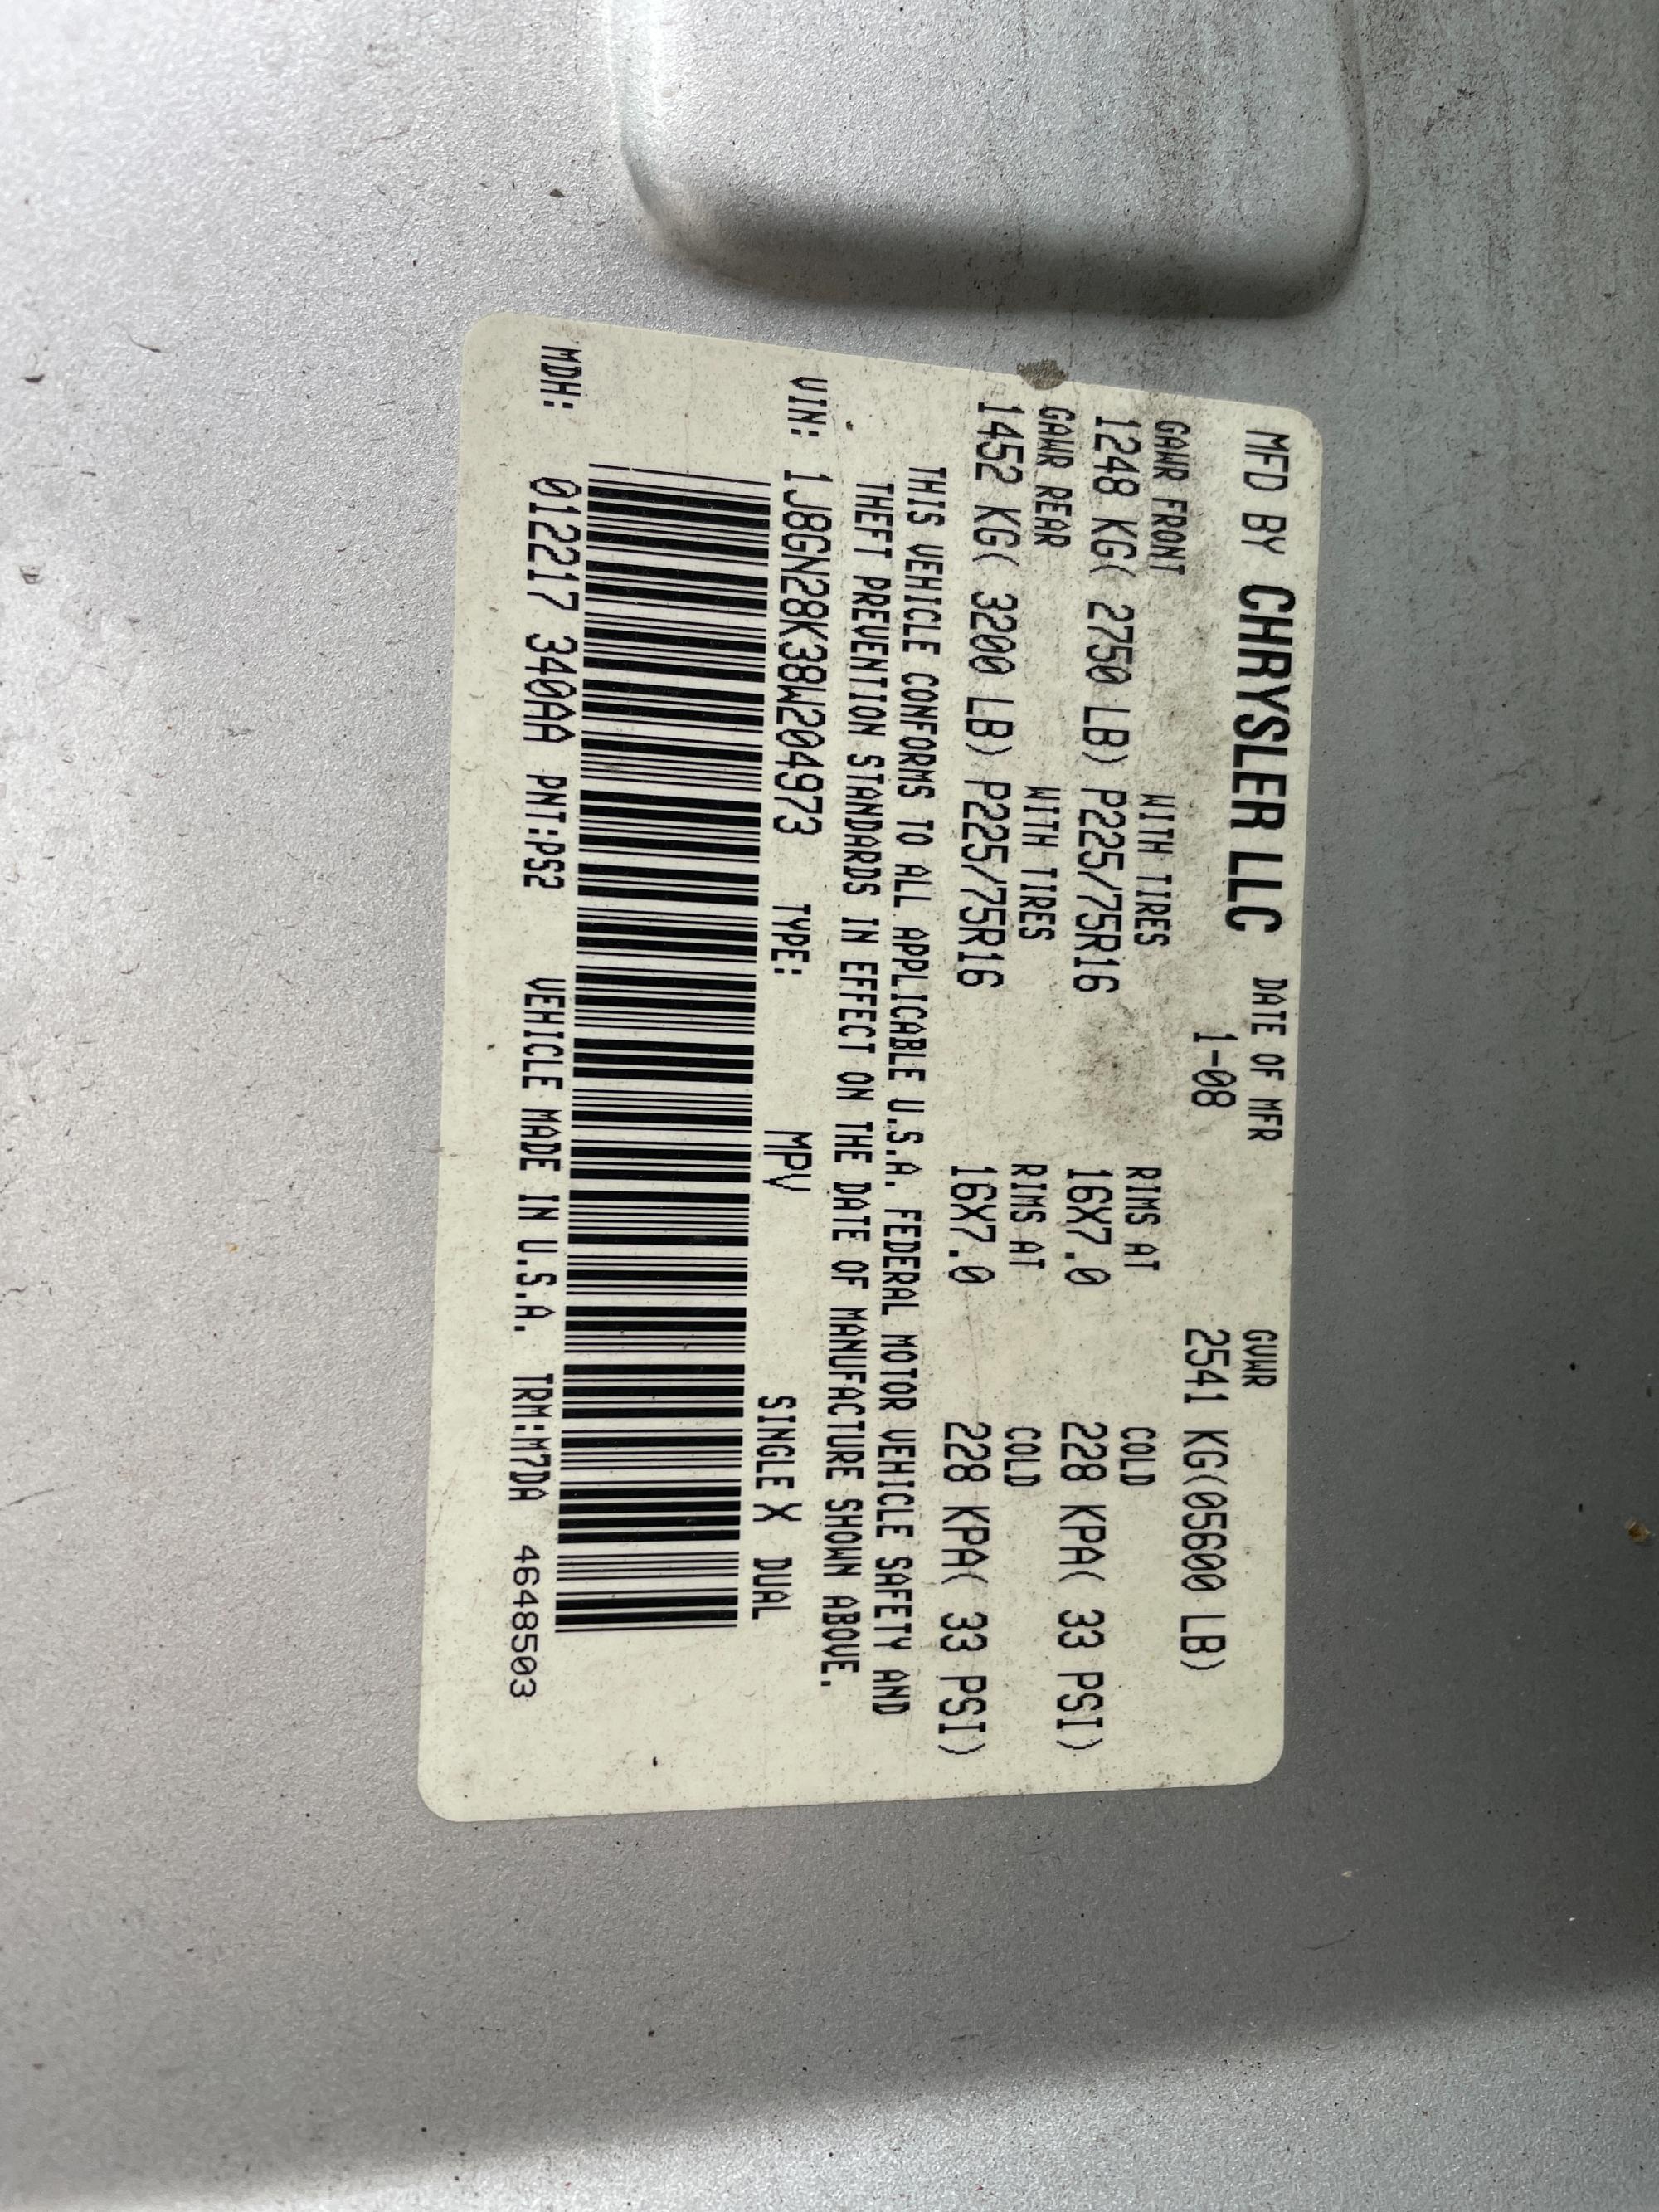 MFD BY CHRYSLER LLC DATE OF MFR GVWR
1-08 2541 KG(05600 LB)
GAWR FRONT WITH TIRES RIMS AT COLD
1248 KG( 2750 LB) P225/75R16 16X7.0 228 KPA( 33 PSI)
GAWR REAR WITH TIRES RIMS AT COLD
1452 KG( 3200 LB) P225/75R16 16X7.0 228 KPA( 33 PSI)
THIS VEHICLE CONFORMS TO ALL APPLICABLE U.S.A. FEDERAL MOTOR VEHICLE SAFETY AND
THEFT PREVENTION STANDARDS IN EFFECT ON THE DATE OF MANUFACTURE SHOWN ABOVE.
VIN: 1J8GN28K38W204973 TYPE: MPV SINGLE X DUAL
MDH: 012217 340AA PNT:PS2 VEHICLE MADE IN U.S.A. TRM:M7DA 4648503